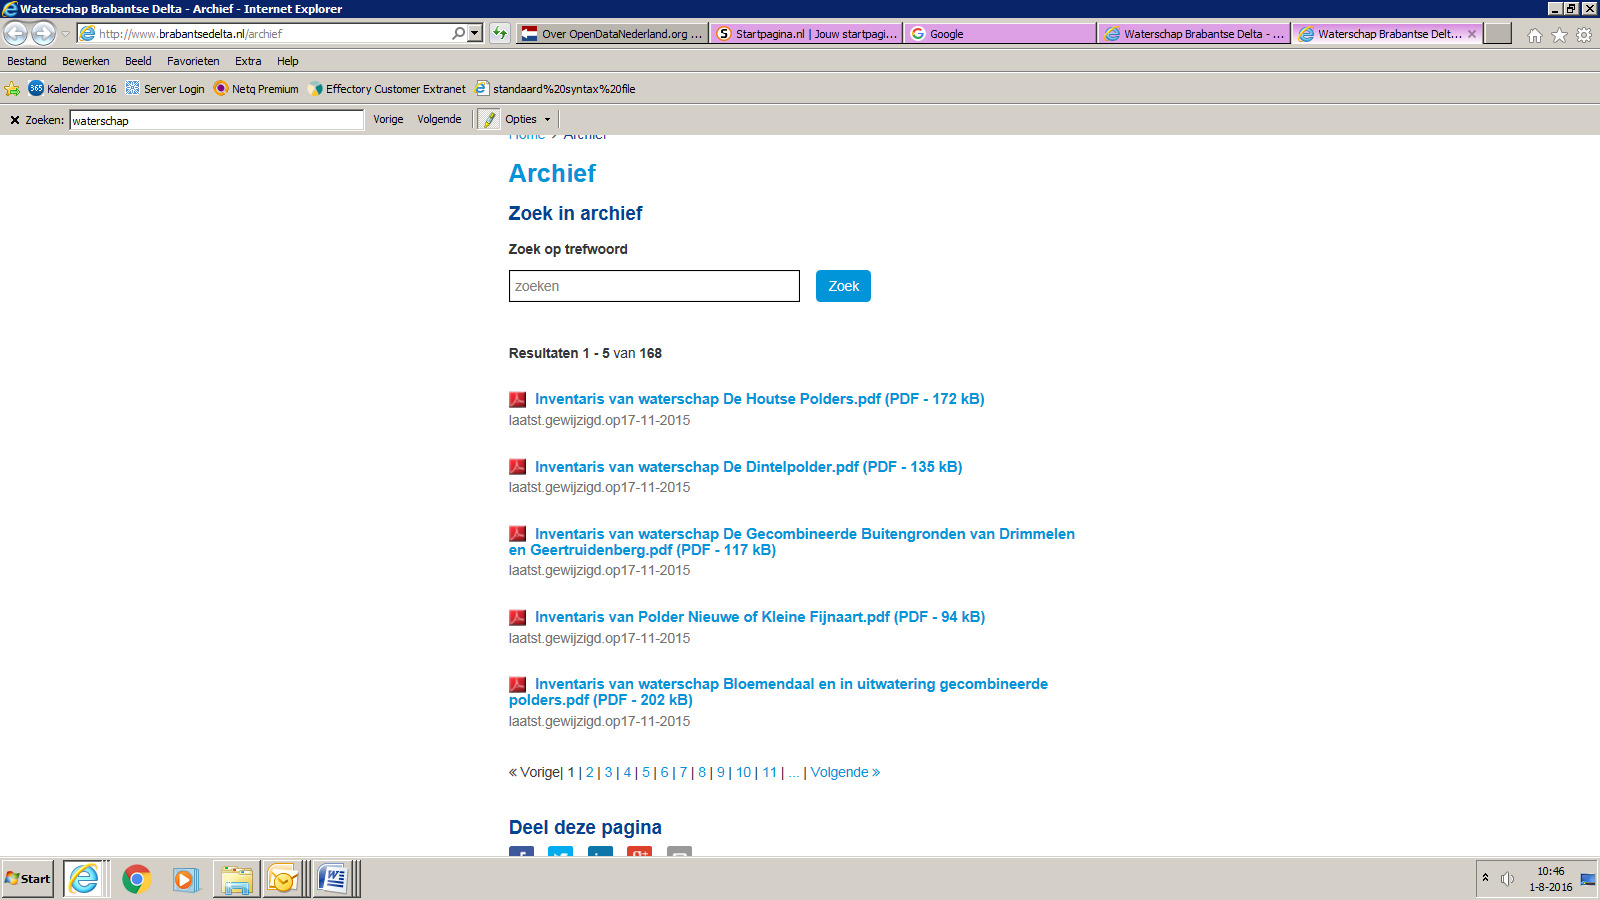 Waterschap Brabantse Delta - Archief - Internet Explorer
http://www.brabantsedelta.nl/archief
Over OpenDataNederland.org ...
Startpagina.nl | Jouw startpagi...
Google
Waterschap Brabantse Delta - ...
Waterschap Brabantse Delt...
Bestand Bewerken Beeld Favorieten Extra Help
365 Kalender 2016 Server Login Netq Premium Effectory Customer Extranet standaard%20syntax%20file
Zoeken: waterschap Vorige Volgende Opties
Home > Archief
Archief
Zoek in archief
Zoek op trefwoord
zoeken Zoek
Resultaten 1 - 5 van 168
Inventaris van waterschap De Houtse Polders.pdf (PDF - 172 kB)
laatst.gewijzigd.op17-11-2015
Inventaris van waterschap De Dintelpolder.pdf (PDF - 135 kB)
laatst.gewijzigd.op17-11-2015
Inventaris van waterschap De Gecombineerde Buitengronden van Drimmelen
en Geertruidenberg.pdf (PDF - 117 kB)
laatst.gewijzigd.op17-11-2015
Inventaris van Polder Nieuwe of Kleine Fijnaart.pdf (PDF - 94 kB)
laatst.gewijzigd.op17-11-2015
Inventaris van waterschap Bloemendaal en in uitwatering gecombineerde
polders.pdf (PDF - 202 kB)
laatst.gewijzigd.op17-11-2015
« Vorige| 1 | 2 | 3 | 4 | 5 | 6 | 7 | 8 | 9 | 10 | 11 | ... | Volgende »
Deel deze pagina
Start
10:46
1-8-2016